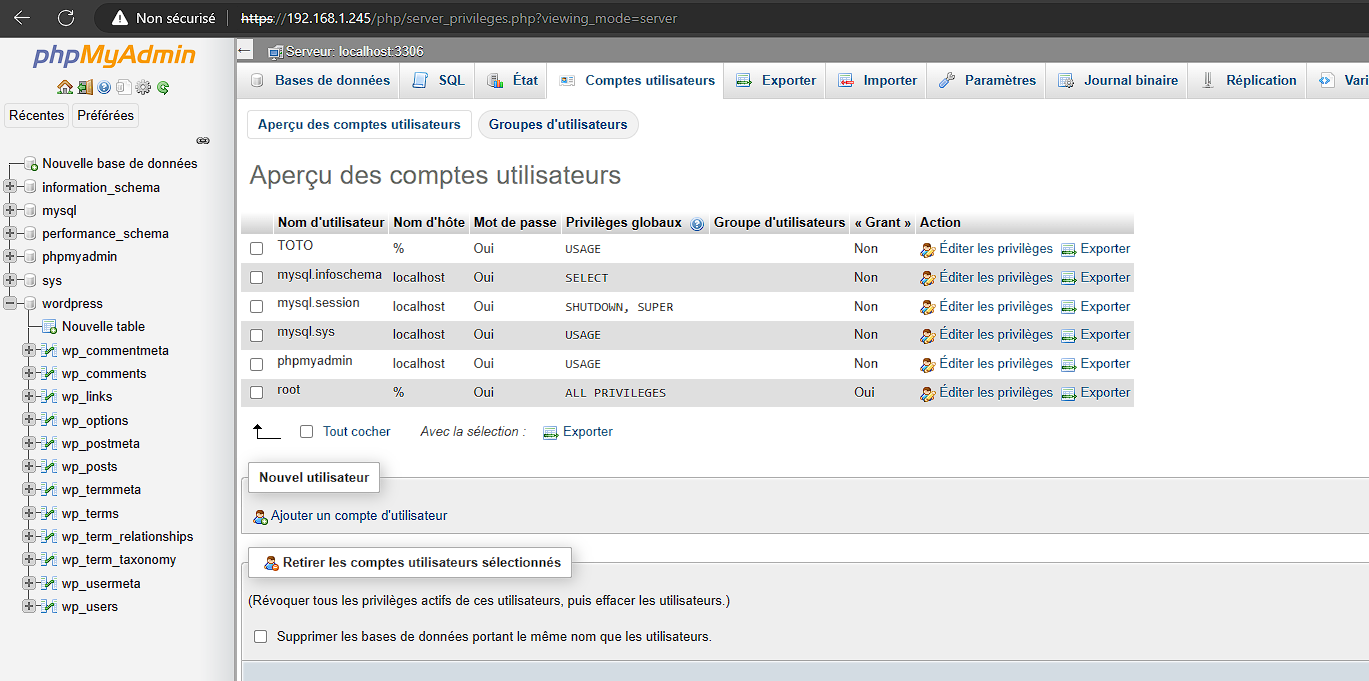 Non sécurisé https://192.168.1.245/php/server_privileges.php?viewing_mode=server
phpMyAdmin
Récentes Préférées
Nouvelle base de données
information_schema
mysql
performance_schema
phpmyadmin
sys
wordpress
Nouvelle table
wp_commentmeta
wp_comments
wp_links
wp_options
wp_postmeta
wp_posts
wp_termmeta
wp_terms
wp_term_relationships
wp_term_taxonomy
wp_usermeta
wp_users
Serveur: localhost:3306
Bases de données SQL État Comptes utilisateurs Exporter Importer Paramètres Journal binaire Réplication Vari
Aperçu des comptes utilisateurs Groupes d'utilisateurs
Aperçu des comptes utilisateurs
Nom d'utilisateur Nom d'hôte Mot de passe Privilèges globaux Groupe d'utilisateurs « Grant » Action
TOTO % Oui USAGE Non Éditer les privilèges Exporter
mysql.infoschema localhost Oui SELECT Non Éditer les privilèges Exporter
mysql.session localhost Oui SHUTDOWN, SUPER Non Éditer les privilèges Exporter
mysql.sys localhost Oui USAGE Non Éditer les privilèges Exporter
phpmyadmin localhost Oui USAGE Non Éditer les privilèges Exporter
root % Oui ALL PRIVILEGES Oui Éditer les privilèges Exporter
Tout cocher Avec la sélection : Exporter
Nouvel utilisateur
Ajouter un compte d'utilisateur
Retirer les comptes utilisateurs sélectionnés
(Révoquer tous les privilèges actifs de ces utilisateurs, puis effacer les utilisateurs.)
Supprimer les bases de données portant le même nom que les utilisateurs.